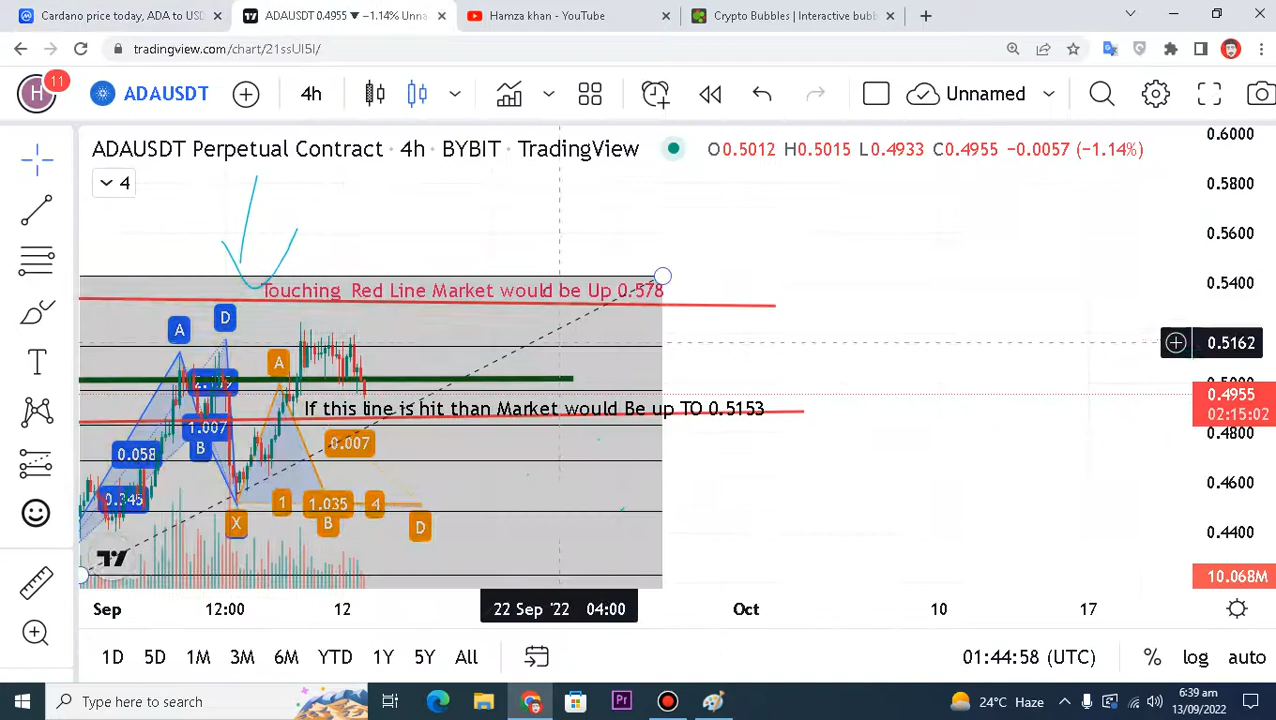 Cardano price today, ADA to USD
ADAUSDT 0.4955 ▼ −1.14% Unna
Hamza khan - YouTube
Crypto Bubbles | Interactive bubb
tradingview.com/chart/21ssUI5l/
H 11 ADAUSDT 4h Unnamed
ADAUSDT Perpetual Contract · 4h · BYBIT · TradingView O0.5012 H0.5015 L0.4933 C0.4955 −0.0057 (−1.14%)
4
0.6000
0.5800
0.5600
0.5400
Touching Red Line Market would be Up 0.578
A D
0.5162
A
If this line is hit than Market would Be up TO 0.5153
0.4955
02:15:02
1.007
0.007
B
0.058
0.4800
0.4600
0.345
1 1.035 4
X B D
0.4400
10.068M
Sep 12:00 12 22 Sep '22 04:00 Oct 10 17
1D 5D 1M 3M 6M YTD 1Y 5Y All 01:44:58 (UTC) % log auto
Type here to search
24°C Haze
6:39 am
13/09/2022